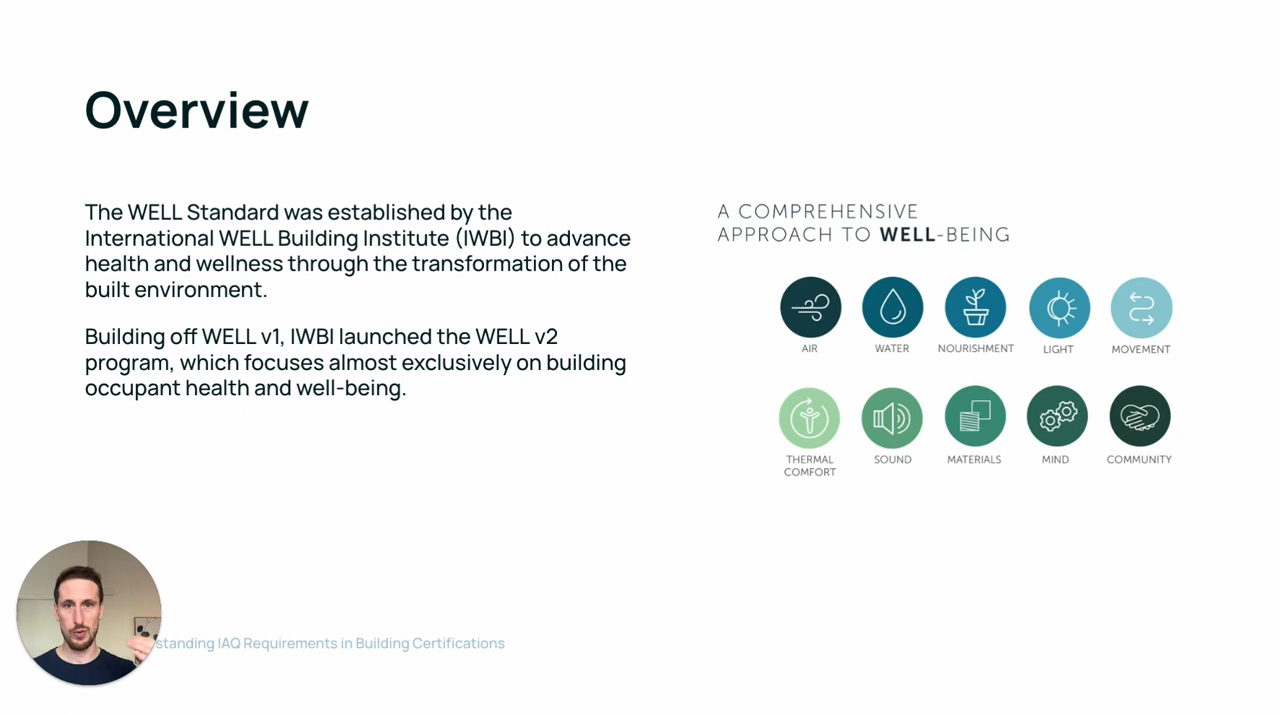 Overview
The WELL Standard was established by the
International WELL Building Institute (IWBI) to advance
health and wellness through the transformation of the
built environment.
Building off WELL v1, IWBI launched the WELL v2
program, which focuses almost exclusively on building
occupant health and well-being.
A COMPREHENSIVE
APPROACH TO WELL-BEING
AIR
WATER
NOURISHMENT
LIGHT
MOVEMENT
THERMAL
COMFORT
SOUND
MATERIALS
MIND
COMMUNITY
standing IAQ Requirements in Building Certifications